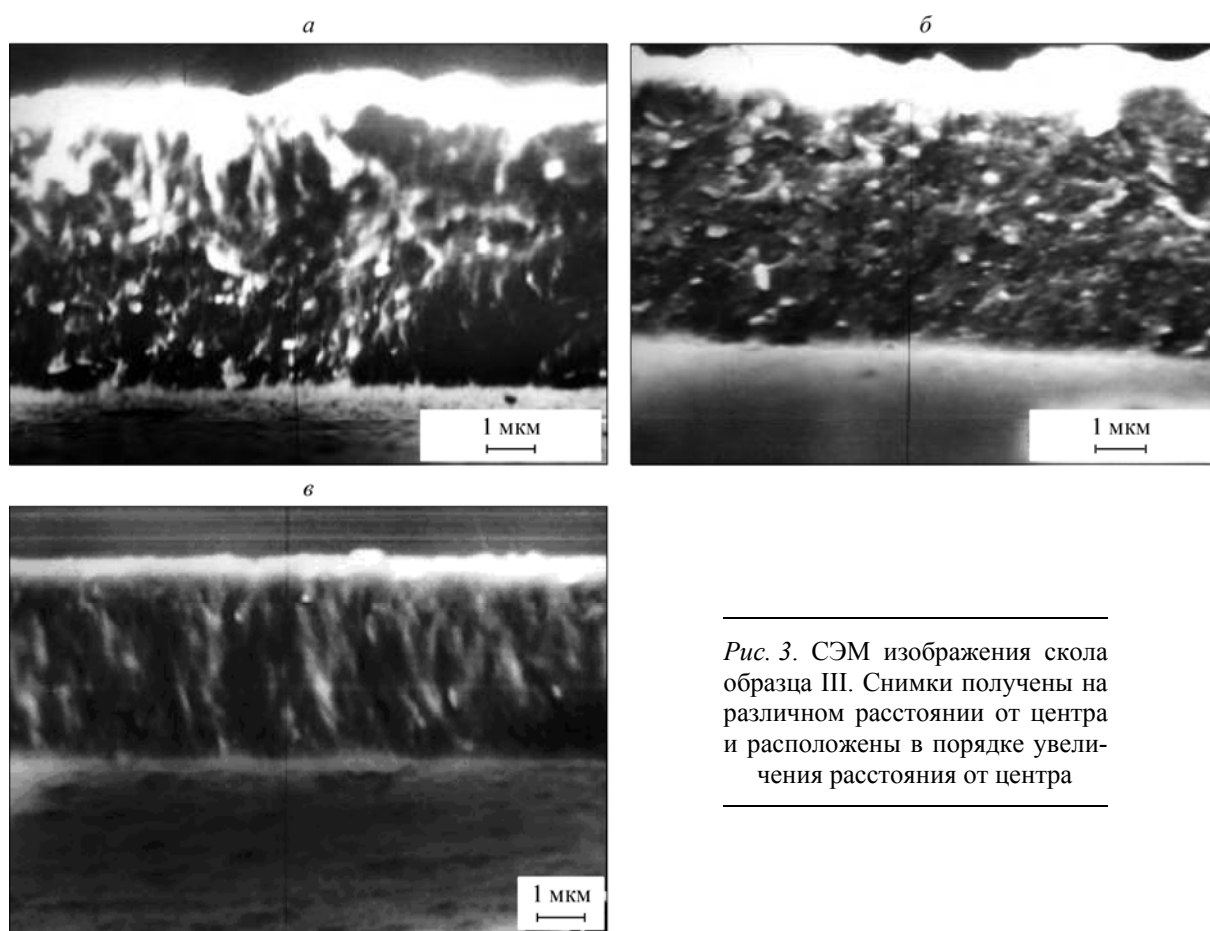 а
б
1 мкм
1 мкм
в
1 мкм
Рис. 3. СЭМ изображения скола
образца III. Снимки получены на
различном расстоянии от центра
и расположены в порядке увели-
чения расстояния от центра